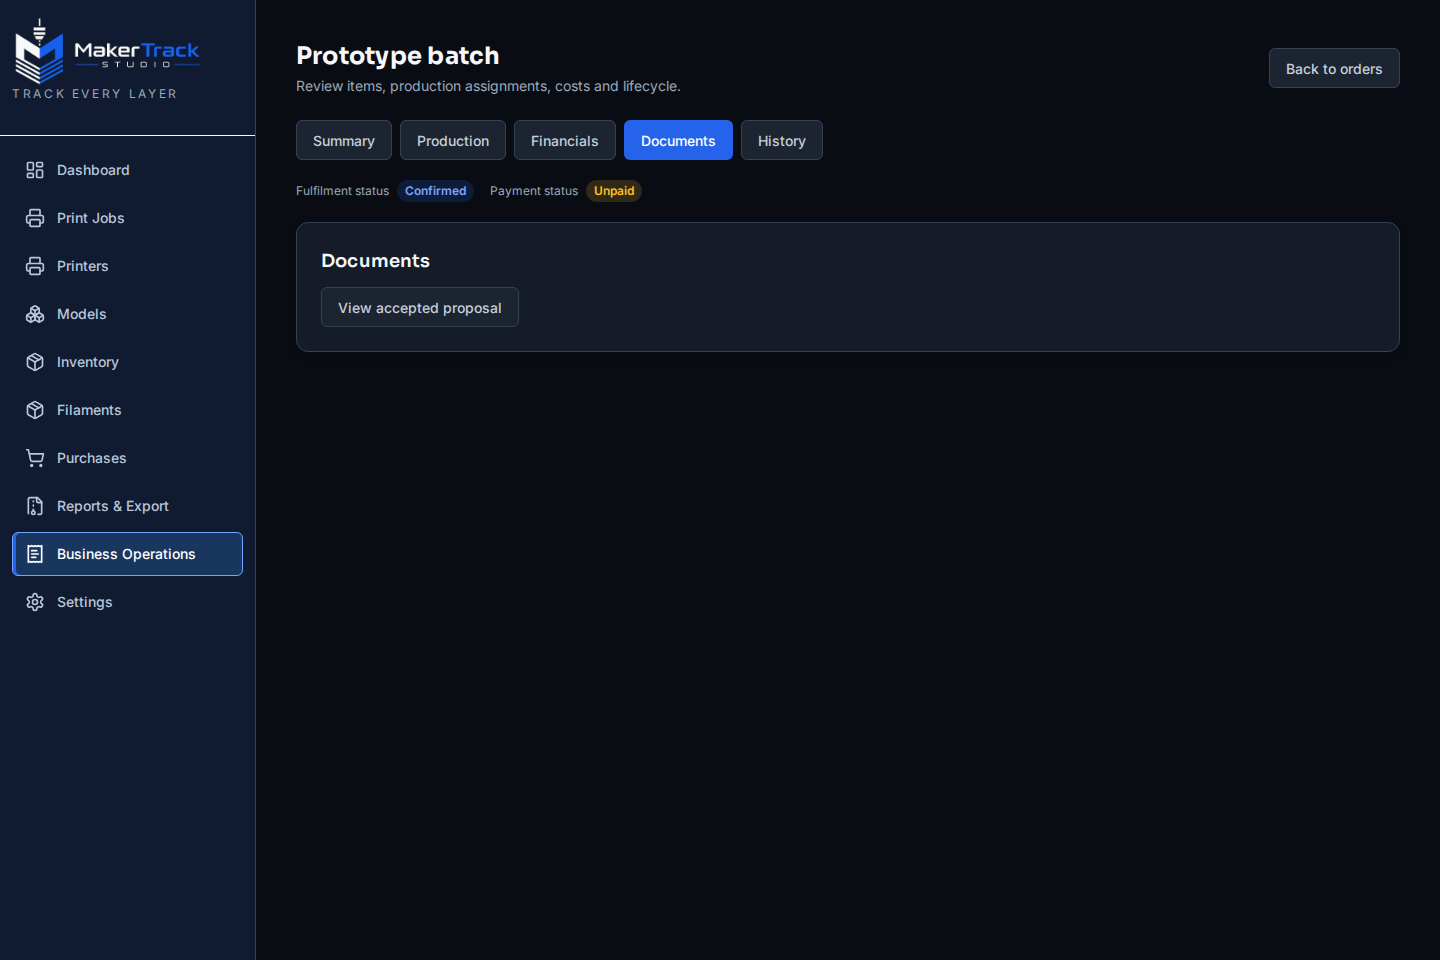 MakerTrack
STUDIO
TRACK EVERY LAYER
Dashboard
Print Jobs
Printers
Models
Inventory
Filaments
Purchases
Reports & Export
Business Operations
Settings
Prototype batch
Review items, production assignments, costs and lifecycle.
Back to orders
Summary Production Financials Documents History
Fulfilment status Confirmed Payment status Unpaid
Documents
View accepted proposal